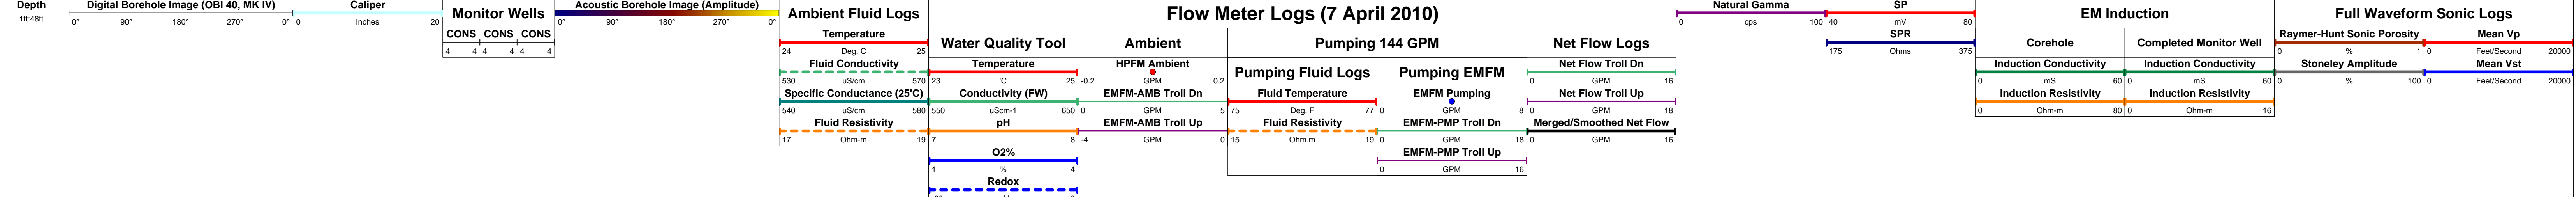 Depth
1ft:48ft
Digital Borehole Image (OBI 40, MK IV)
0° 90° 180° 270° 0°
Caliper
0 Inches 20
Monitor Wells
CONS CONS CONS
4 4 4 4 4 4
Acoustic Borehole Image (Amplitude)
0° 90° 180° 270° 0°
Ambient Fluid Logs
Temperature
24 Deg. C 25
Fluid Conductivity
530 uS/cm 570
Specific Conductance (25'C)
540 uS/cm 580
Fluid Resistivity
17 Ohm-m 19
Flow Meter Logs (7 April 2010)
Water Quality Tool
Temperature
23 'C 25
Conductivity (FW)
550 uScm-1 650
pH
7 8
O2%
1 % 4
Redox
Ambient
HPFM Ambient
-0.2 GPM 0.2
EMFM-AMB Troll Dn
0 GPM 5
EMFM-AMB Troll Up
-4 GPM 0
Pumping 144 GPM
Pumping Fluid Logs
Fluid Temperature
75 Deg. F 77
Fluid Resistivity
15 Ohm.m 19
Pumping EMFM
EMFM Pumping
0 GPM 8
EMFM-PMP Troll Dn
0 GPM 18
EMFM-PMP Troll Up
0 GPM 16
Net Flow Logs
Net Flow Troll Dn
0 GPM 16
Net Flow Troll Up
0 GPM 18
Merged/Smoothed Net Flow
0 GPM 16
Natural Gamma
0 cps 100
SP
40 mV 80
SPR
175 Ohms 375
EM Induction
Corehole
Induction Conductivity
0 mS 60
Induction Resistivity
0 Ohm-m 80
Completed Monitor Well
Induction Conductivity
0 mS 60
Induction Resistivity
0 Ohm-m 16
Full Waveform Sonic Logs
Raymer-Hunt Sonic Porosity
0 % 1
Stoneley Amplitude
0 % 100
Mean Vp
0 Feet/Second 20000
Mean Vst
0 Feet/Second 20000